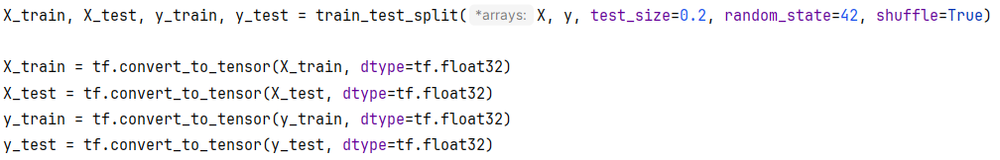 X_train, X_test, y_train, y_test = train_test_split( *arrays: X, y, test_size=0.2, random_state=42, shuffle=True)
X_train = tf.convert_to_tensor(X_train, dtype=tf.float32)
X_test = tf.convert_to_tensor(X_test, dtype=tf.float32)
y_train = tf.convert_to_tensor(y_train, dtype=tf.float32)
y_test = tf.convert_to_tensor(y_test, dtype=tf.float32)